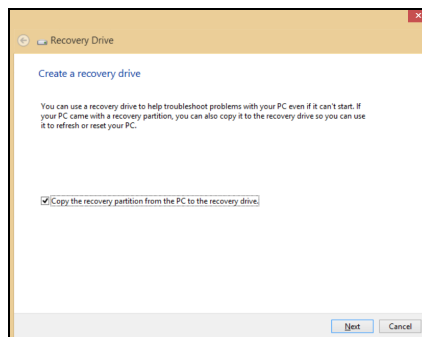 Recovery Drive
Create a recovery drive
You can use a recovery drive to help troubleshoot problems with your PC even if it can't start. If
your PC came with a recovery partition, you can also copy it to the recovery drive so you can use
it to refresh or reset your PC.
Copy the recovery partition from the PC to the recovery drive.
Next Cancel